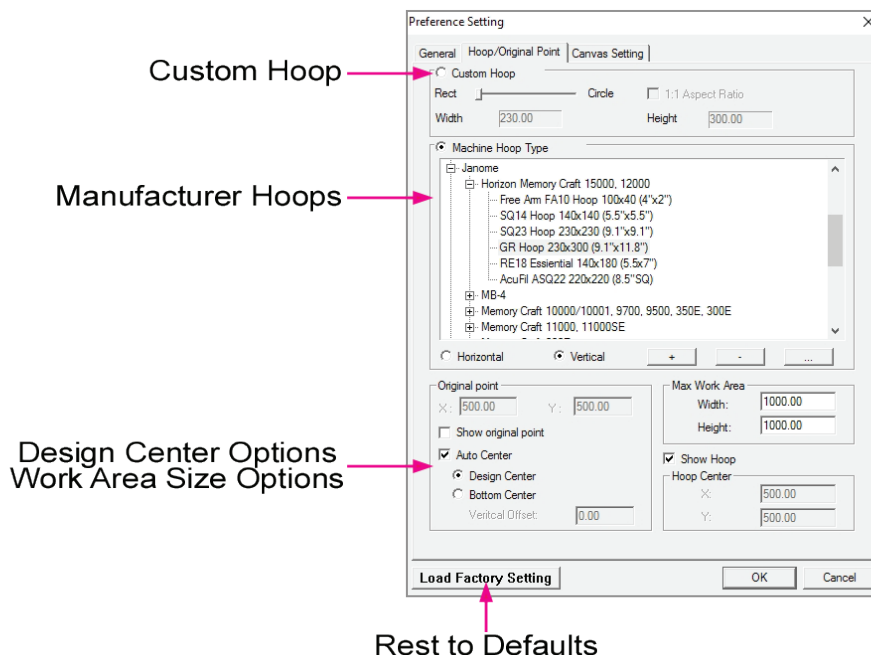 Preference Setting
General Hoop/Original Point Canvas Setting
Custom Hoop
Custom Hoop
Rect Circle 1:1 Aspect Ratio
Width 230.00 Height 300.00
Machine Hoop Type
Manufacturer Hoops
Janome
Horizon Memory Craft 15000, 12000
Free Arm FA10 Hoop 100x40 (4"x2")
SQ14 Hoop 140x140 (5.5"x5.5")
SQ23 Hoop 230x230 (9.1"x9.1")
GR Hoop 230x300 (9.1"x11.8")
RE18 Essiential 140x180 (5.5x7")
AcuFil ASQ22 220x220 (8.5"SQ)
MB-4
Memory Craft 10000/10001, 9700, 9500, 350E, 300E
Memory Craft 11000, 11000SE
Horizontal Vertical + - ...
Original point
X: 500.00 Y: 500.00
Show original point
Auto Center
Design Center
Bottom Center
Veritcal Offset: 0.00
Max Work Area
Width: 1000.00
Height: 1000.00
Show Hoop
Hoop Center
X: 500.00
Y: 500.00
Design Center Options
Work Area Size Options
Load Factory Setting OK Cancel
Rest to Defaults